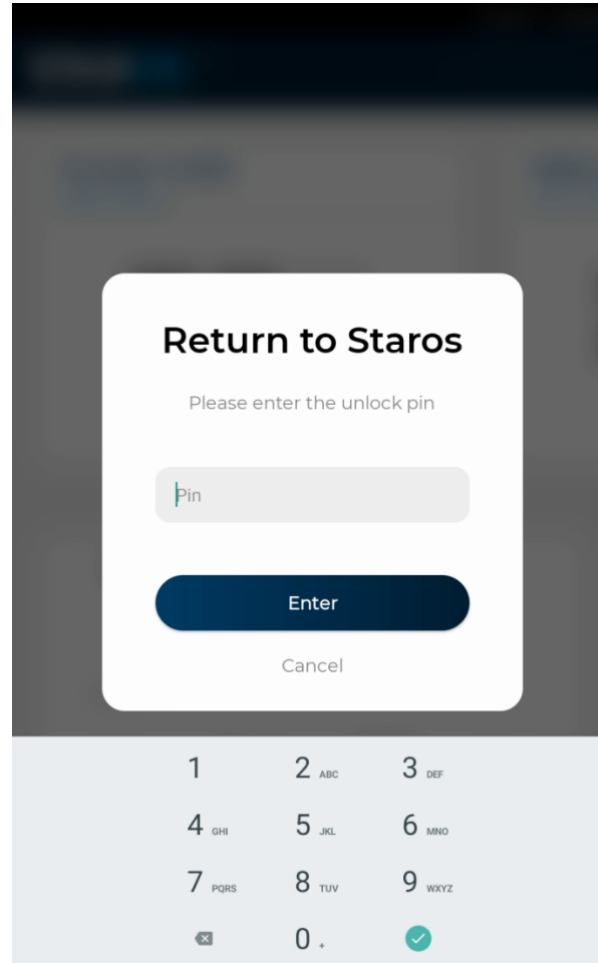 Return to Staros
Please enter the unlock pin
Pin
Enter
Cancel
1 2 ABC 3 DEF
4 GHI 5 JKL 6 MNO
7 PQRS 8 TUV 9 WXYZ
0 +